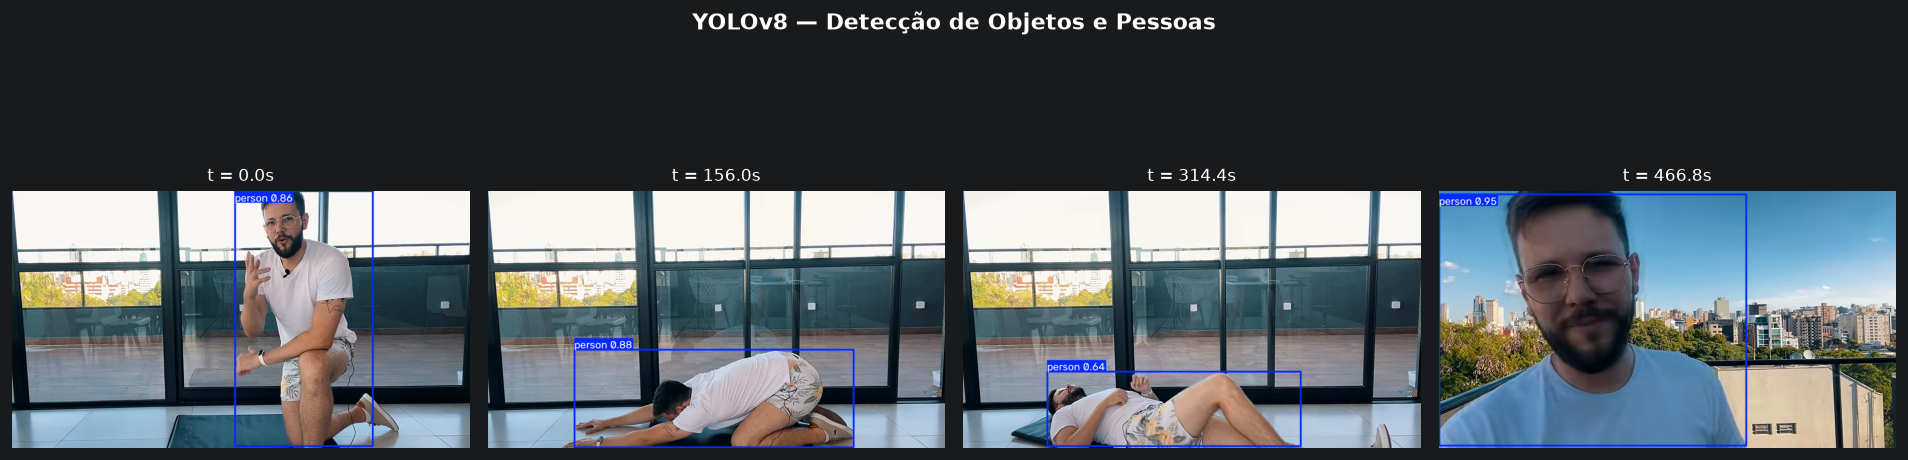 YOLOv8 — Detecção de Objetos e Pessoas
t = 0.0s
t = 156.0s
t = 314.4s
t = 466.8s
person 0.86
person 0.88
person 0.64
person 0.95